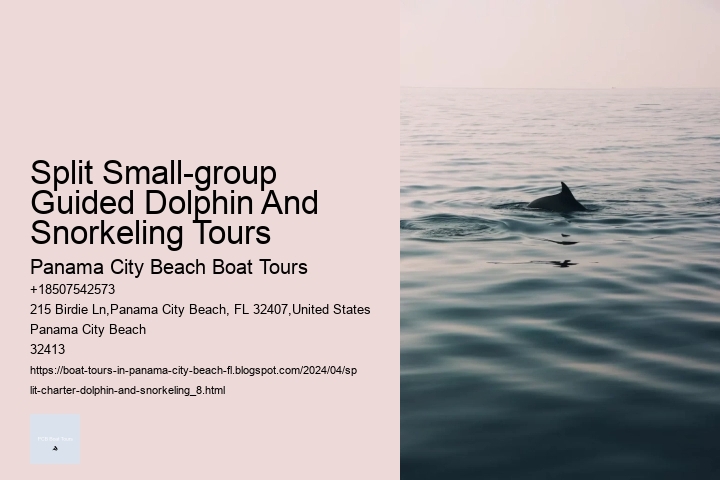 Split Small-group
Guided Dolphin And
Snorkeling Tours
Panama City Beach Boat Tours
+18507542573
215 Birdie Ln,Panama City Beach, FL 32407,United States
Panama City Beach
32413
https://boat-tours-in-panama-city-beach-fl.blogspot.com/2024/04/sp
lit-charter-dolphin-and-snorkeling_8.html